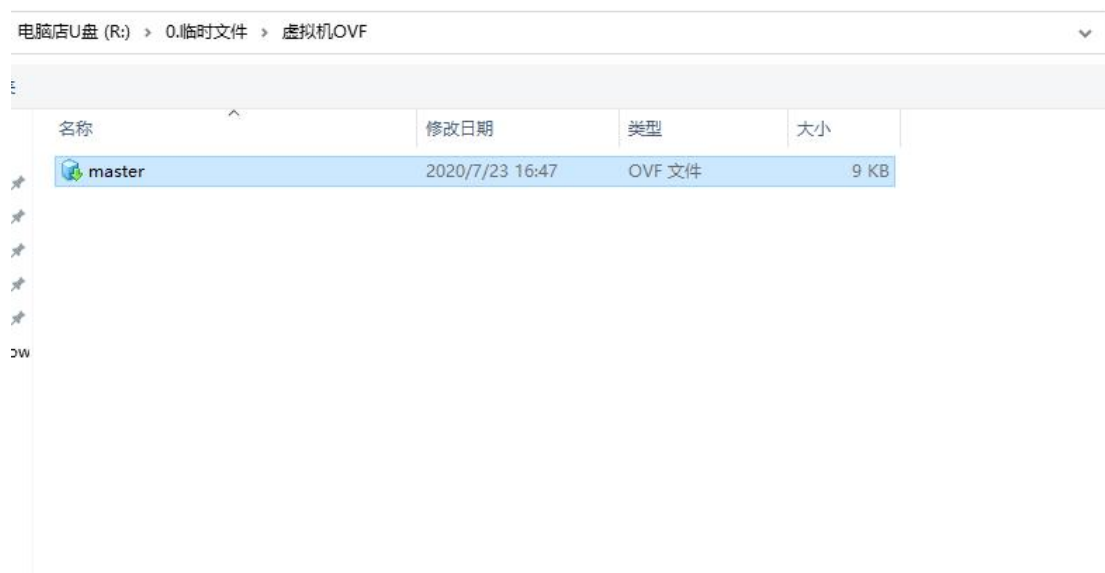 电脑店U盘 (R:) › 0.临时文件 › 虚拟机OVF
名称 修改日期 类型 大小
master 2020/7/23 16:47 OVF 文件 9 KB